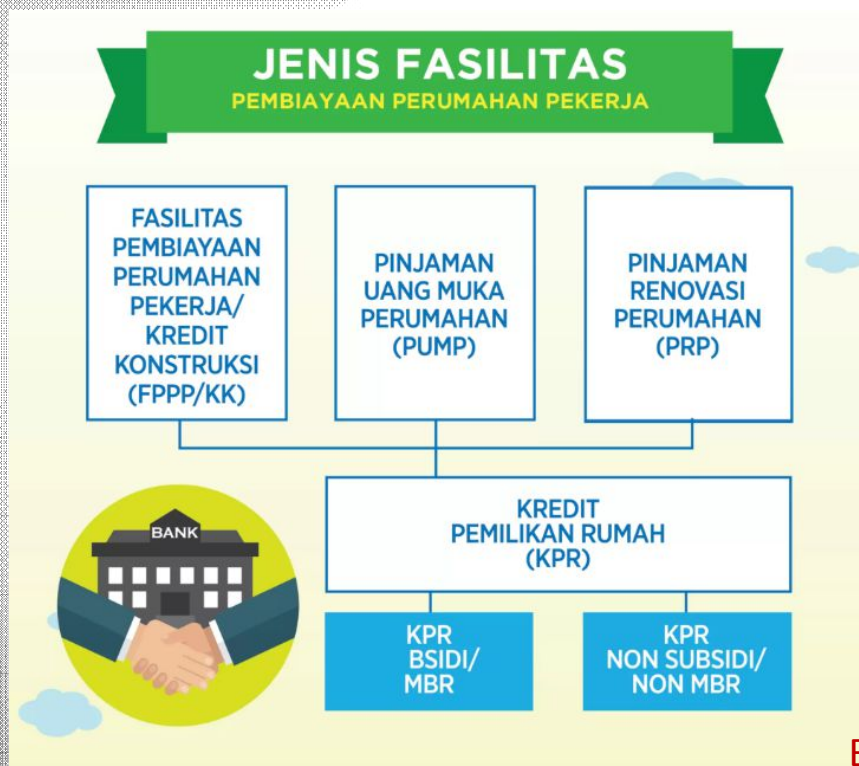 JENIS FASILITAS
PEMBIAYAAN PERUMAHAN PEKERJA
FASILITAS
PEMBIAYAAN
PERUMAHAN
PEKERJA/
KREDIT
KONSTRUKSI
(FPPP/KK)
PINJAMAN
UANG MUKA
PERUMAHAN
(PUMP)
PINJAMAN
RENOVASI
PERUMAHAN
(PRP)
KREDIT
PEMILIKAN RUMAH
(KPR)
BANK
KPR
BSIDI/
MBR
KPR
NON SUBSIDI/
NON MBR